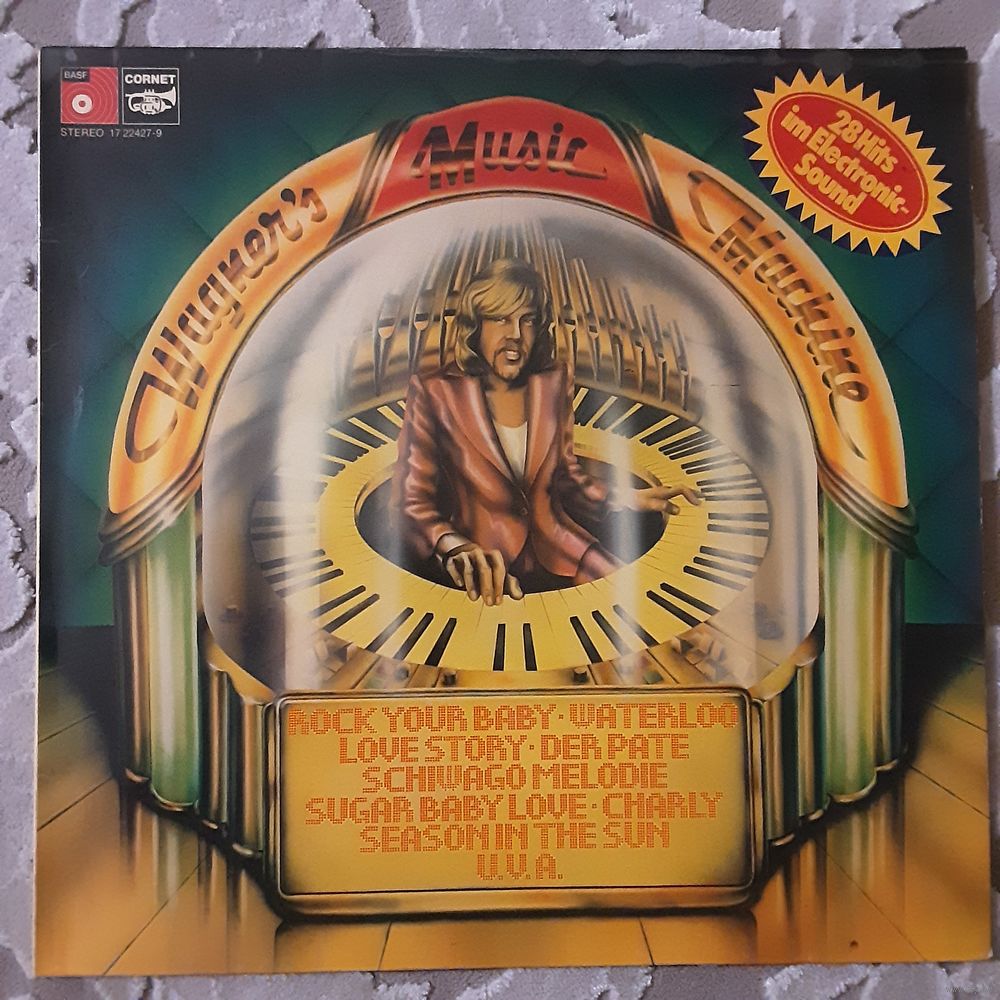 BASF
CORNET
STEREO 17 22427-9
Wagner's Music Machine
28 Hits
im Electronic-
Sound
ROCK YOUR BABY · WATERLOO
LOVE STORY · DER PATE
SCHIWAGO MELODIE
SUGAR BABY LOVE · CHARLY
SEASON IN THE SUN
U.V.A.